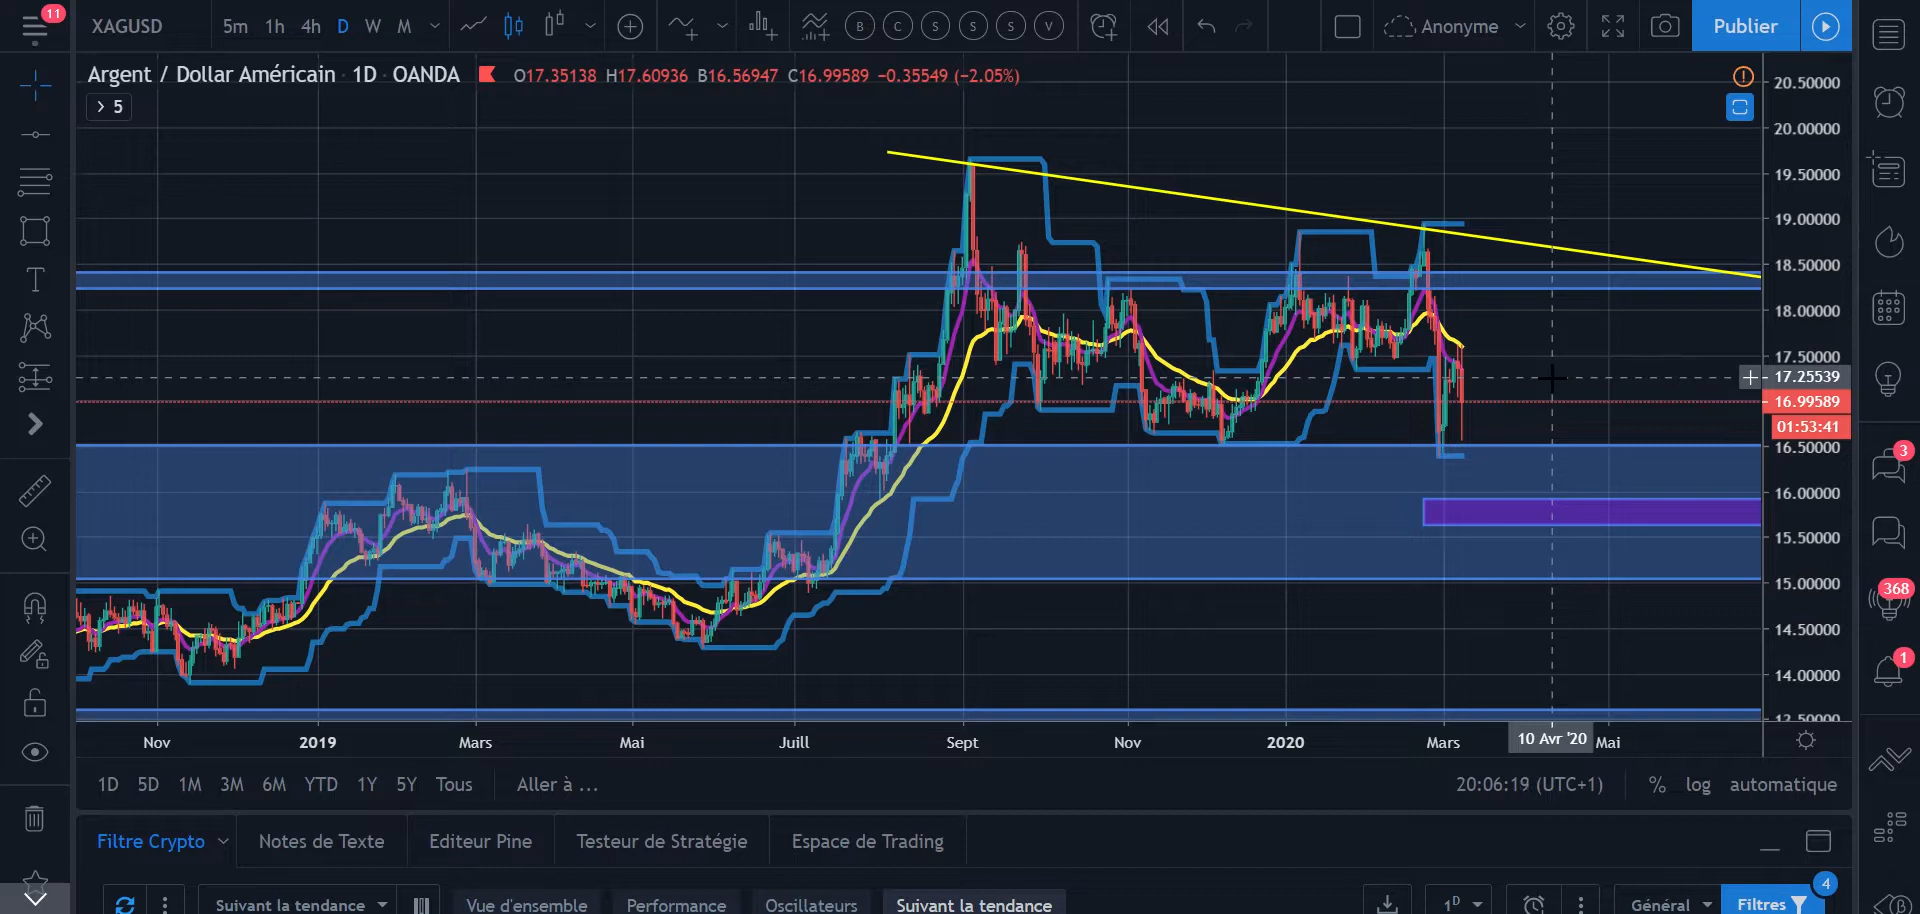 11
XAGUSD
5m 1h 4h D W M
B C S S S V
Anonyme
Publier
Argent / Dollar Américain · 1D · OANDA
O17.35138 H17.60936 B16.56947 C16.99589 −0.35549 (−2.05%)
5
20.50000
20.00000
19.50000
19.00000
18.50000
18.00000
17.50000
17.25539
16.99589
01:53:41
16.50000
16.00000
15.50000
15.00000
14.50000
14.00000
13.50000
3
368
1
Nov 2019 Mars Mai Juill Sept Nov 2020 Mars 10 Avr '20 Mai
1D 5D 1M 3M 6M YTD 1Y 5Y Tous Aller à ...
20:06:19 (UTC+1) % log automatique
Filtre Crypto Notes de Texte Editeur Pine Testeur de Stratégie Espace de Trading
Suivant la tendance Vue d'ensemble Performance Oscillateurs Suivant la tendance
1D Général Filtres 4